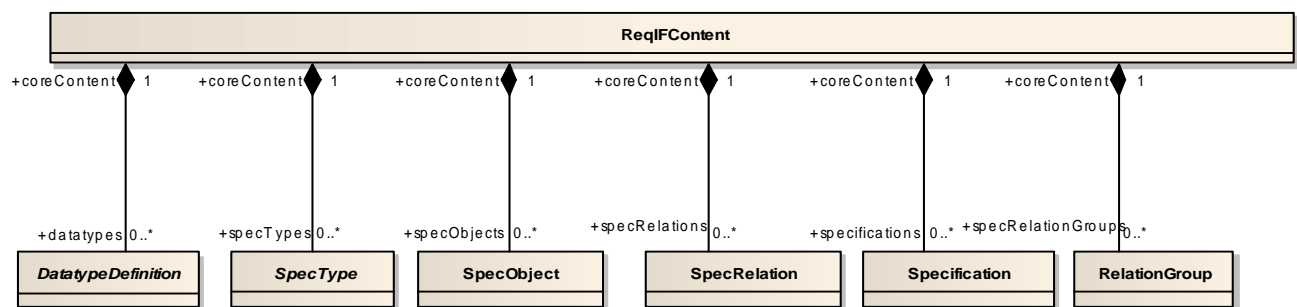 ReqIFContent
+coreContent 1 +coreContent 1 +coreContent 1 +coreContent 1 +coreContent 1 +coreContent 1
+datatypes 0..* +specTypes 0..* +specObjects 0..* +specRelations 0..* +specifications 0..* +specRelationGroups 0..*
DatatypeDefinition SpecType SpecObject SpecRelation Specification RelationGroup